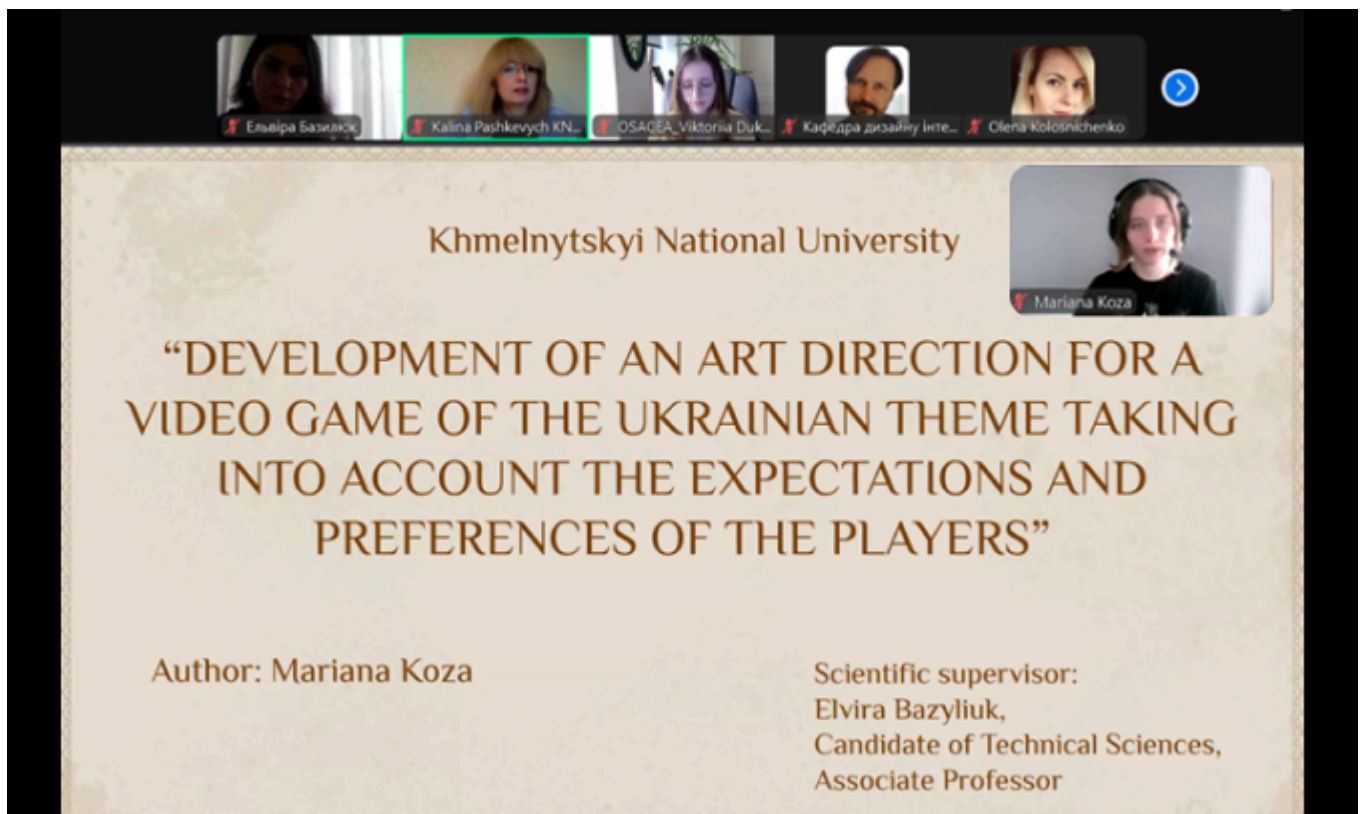 Ельвіра Базилюк
Kalina Pashkevych KN...
OSACEA_Viktoriia Duk...
Кафедра дизайну інте...
Olena Kolosnichenko
Khmelnytskyi National University
Mariana Koza
“DEVELOPMENT OF AN ART DIRECTION FOR A
VIDEO GAME OF THE UKRAINIAN THEME TAKING
INTO ACCOUNT THE EXPECTATIONS AND
PREFERENCES OF THE PLAYERS”
Author: Mariana Koza
Scientific supervisor:
Elvira Bazyliuk,
Candidate of Technical Sciences,
Associate Professor